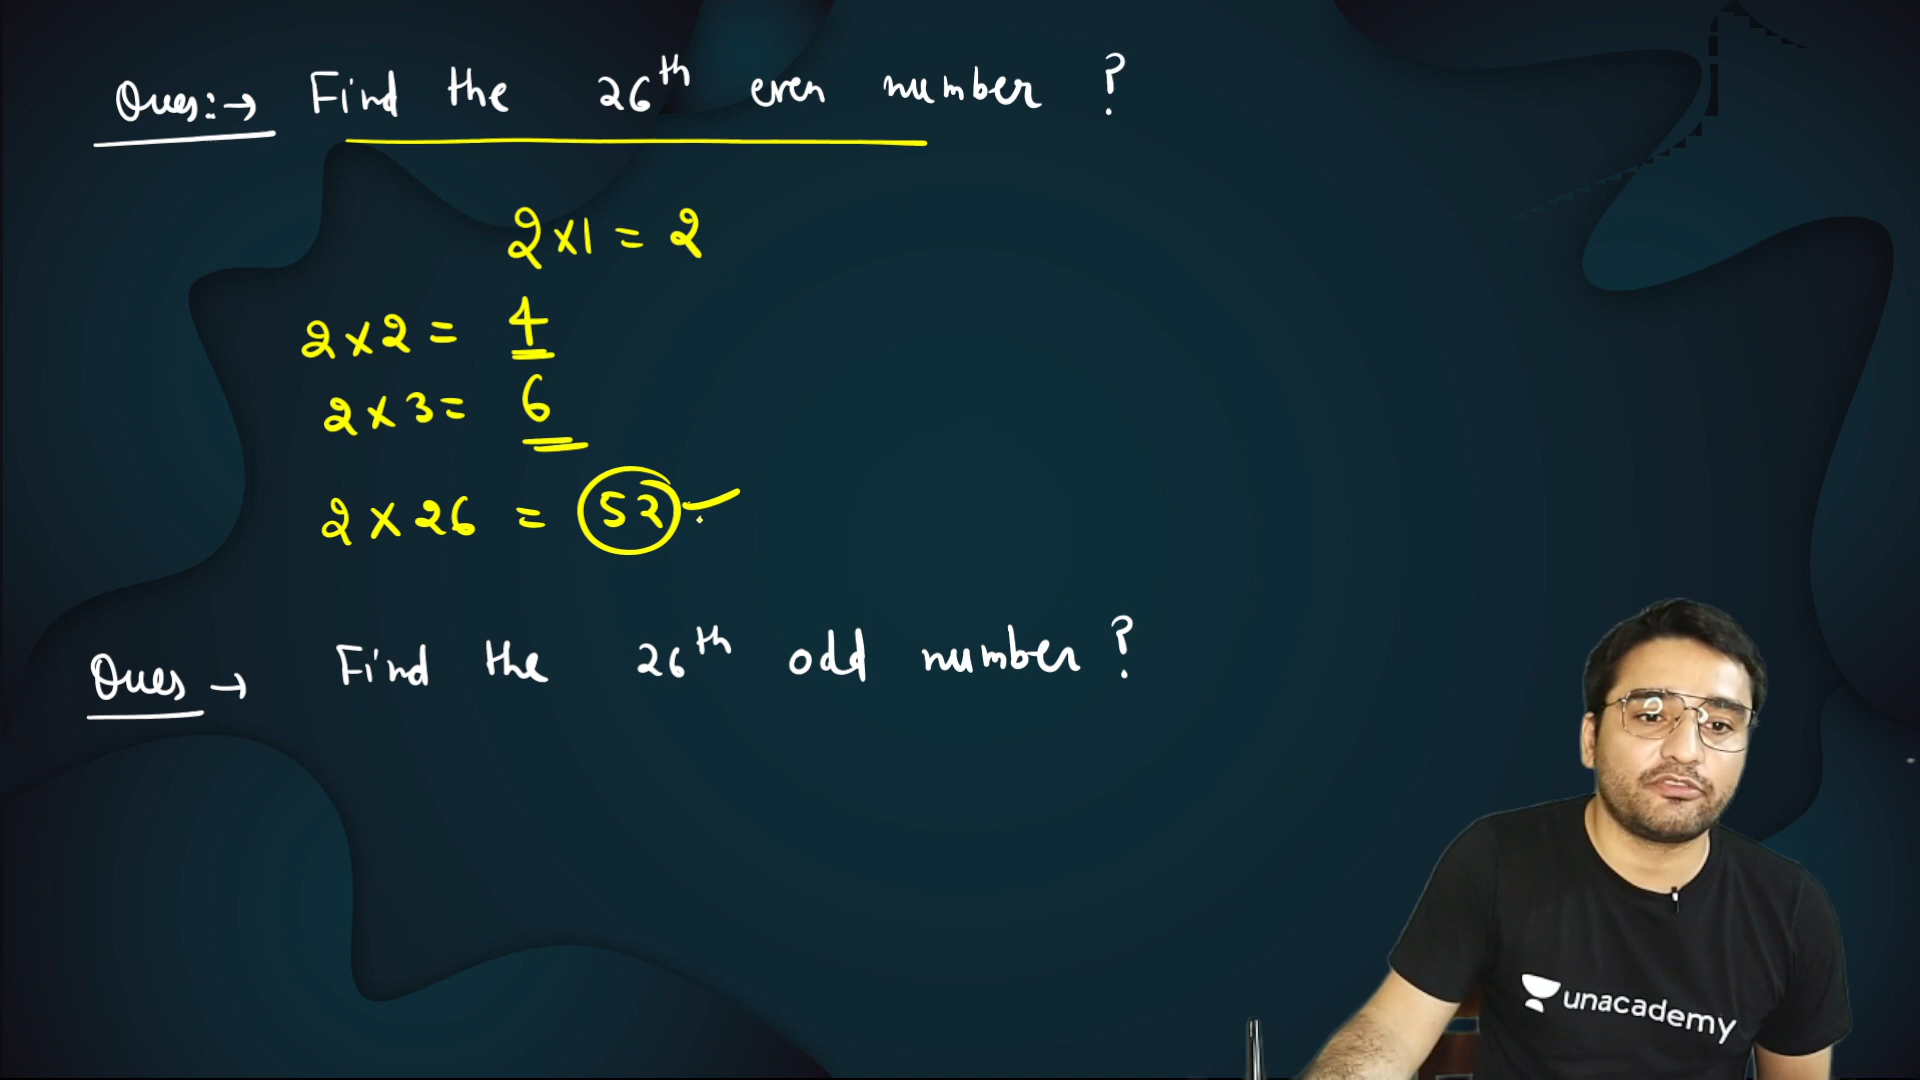 Ques:→ Find the 26th even number ?
2×1 = 2
2×2 = 4
2×3 = 6
2×26 = 52
Ques → Find the 26th odd number ?
unacademy